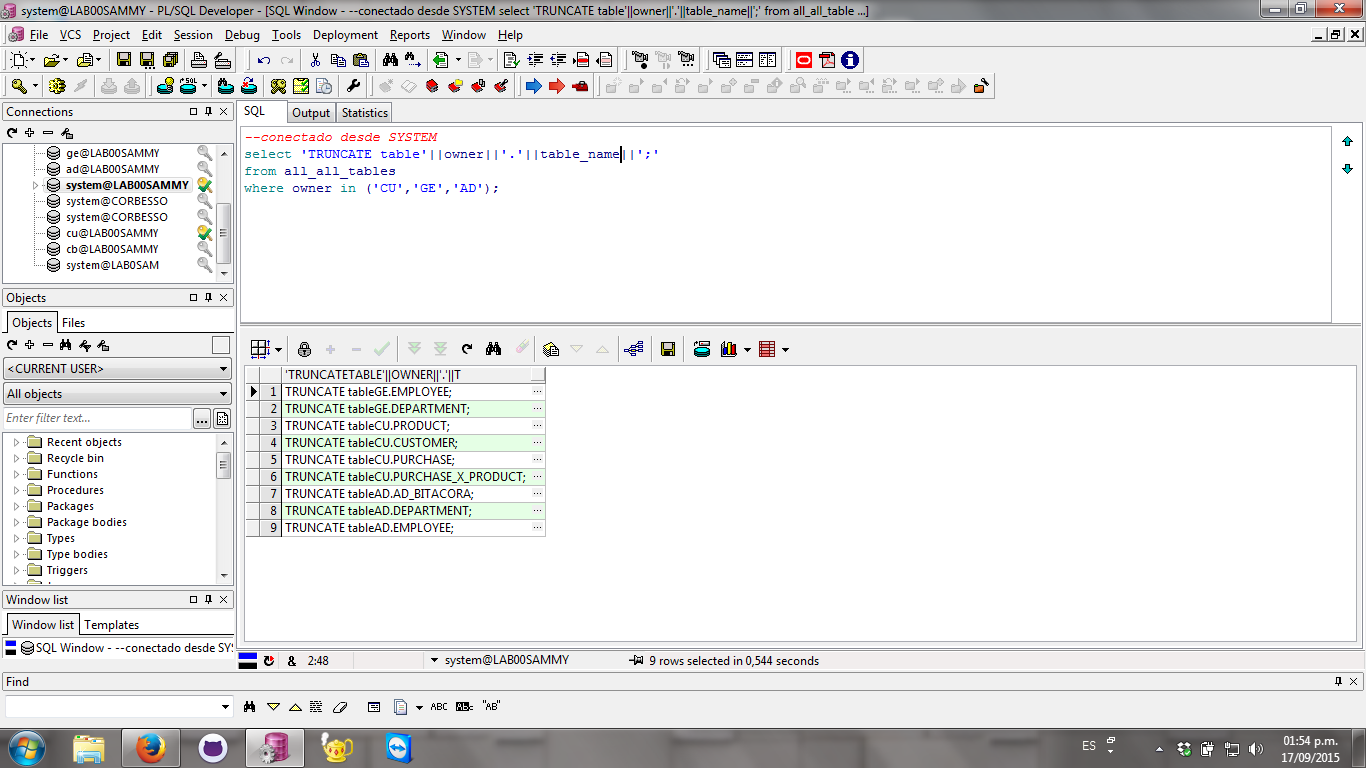 system@LAB00SAMMY - PL/SQL Developer - [SQL Window - --conectado desde SYSTEM select 'TRUNCATE table'||owner||'.'||table_name||';' from all_all_table ...]
File VCS Project Edit Session Debug Tools Deployment Reports Window Help
Connections
ge@LAB00SAMMY
ad@LAB00SAMMY
system@LAB00SAMMY
system@CORBESSO
system@CORBESSO
cu@LAB00SAMMY
cb@LAB00SAMMY
system@LAB0SAM
Objects
Objects Files
<CURRENT USER>
All objects
Enter filter text...
Recent objects
Recycle bin
Functions
Procedures
Packages
Package bodies
Types
Type bodies
Triggers
Window list
Window list Templates
SQL Window - --conectado desde SYS
SQL Output Statistics
--conectado desde SYSTEM
select 'TRUNCATE table'||owner||'.'||table_name||';'
from all_all_tables
where owner in ('CU','GE','AD');
'TRUNCATETABLE'||OWNER||'.'||T
1 TRUNCATE tableGE.EMPLOYEE; ...
2 TRUNCATE tableGE.DEPARTMENT; ...
3 TRUNCATE tableCU.PRODUCT; ...
4 TRUNCATE tableCU.CUSTOMER; ...
5 TRUNCATE tableCU.PURCHASE; ...
6 TRUNCATE tableCU.PURCHASE_X_PRODUCT; ...
7 TRUNCATE tableAD.AD_BITACORA; ...
8 TRUNCATE tableAD.DEPARTMENT; ...
9 TRUNCATE tableAD.EMPLOYEE; ...
& 2:48 system@LAB00SAMMY 9 rows selected in 0,544 seconds
Find
ABC "AB"
ES
01:54 p.m.
17/09/2015